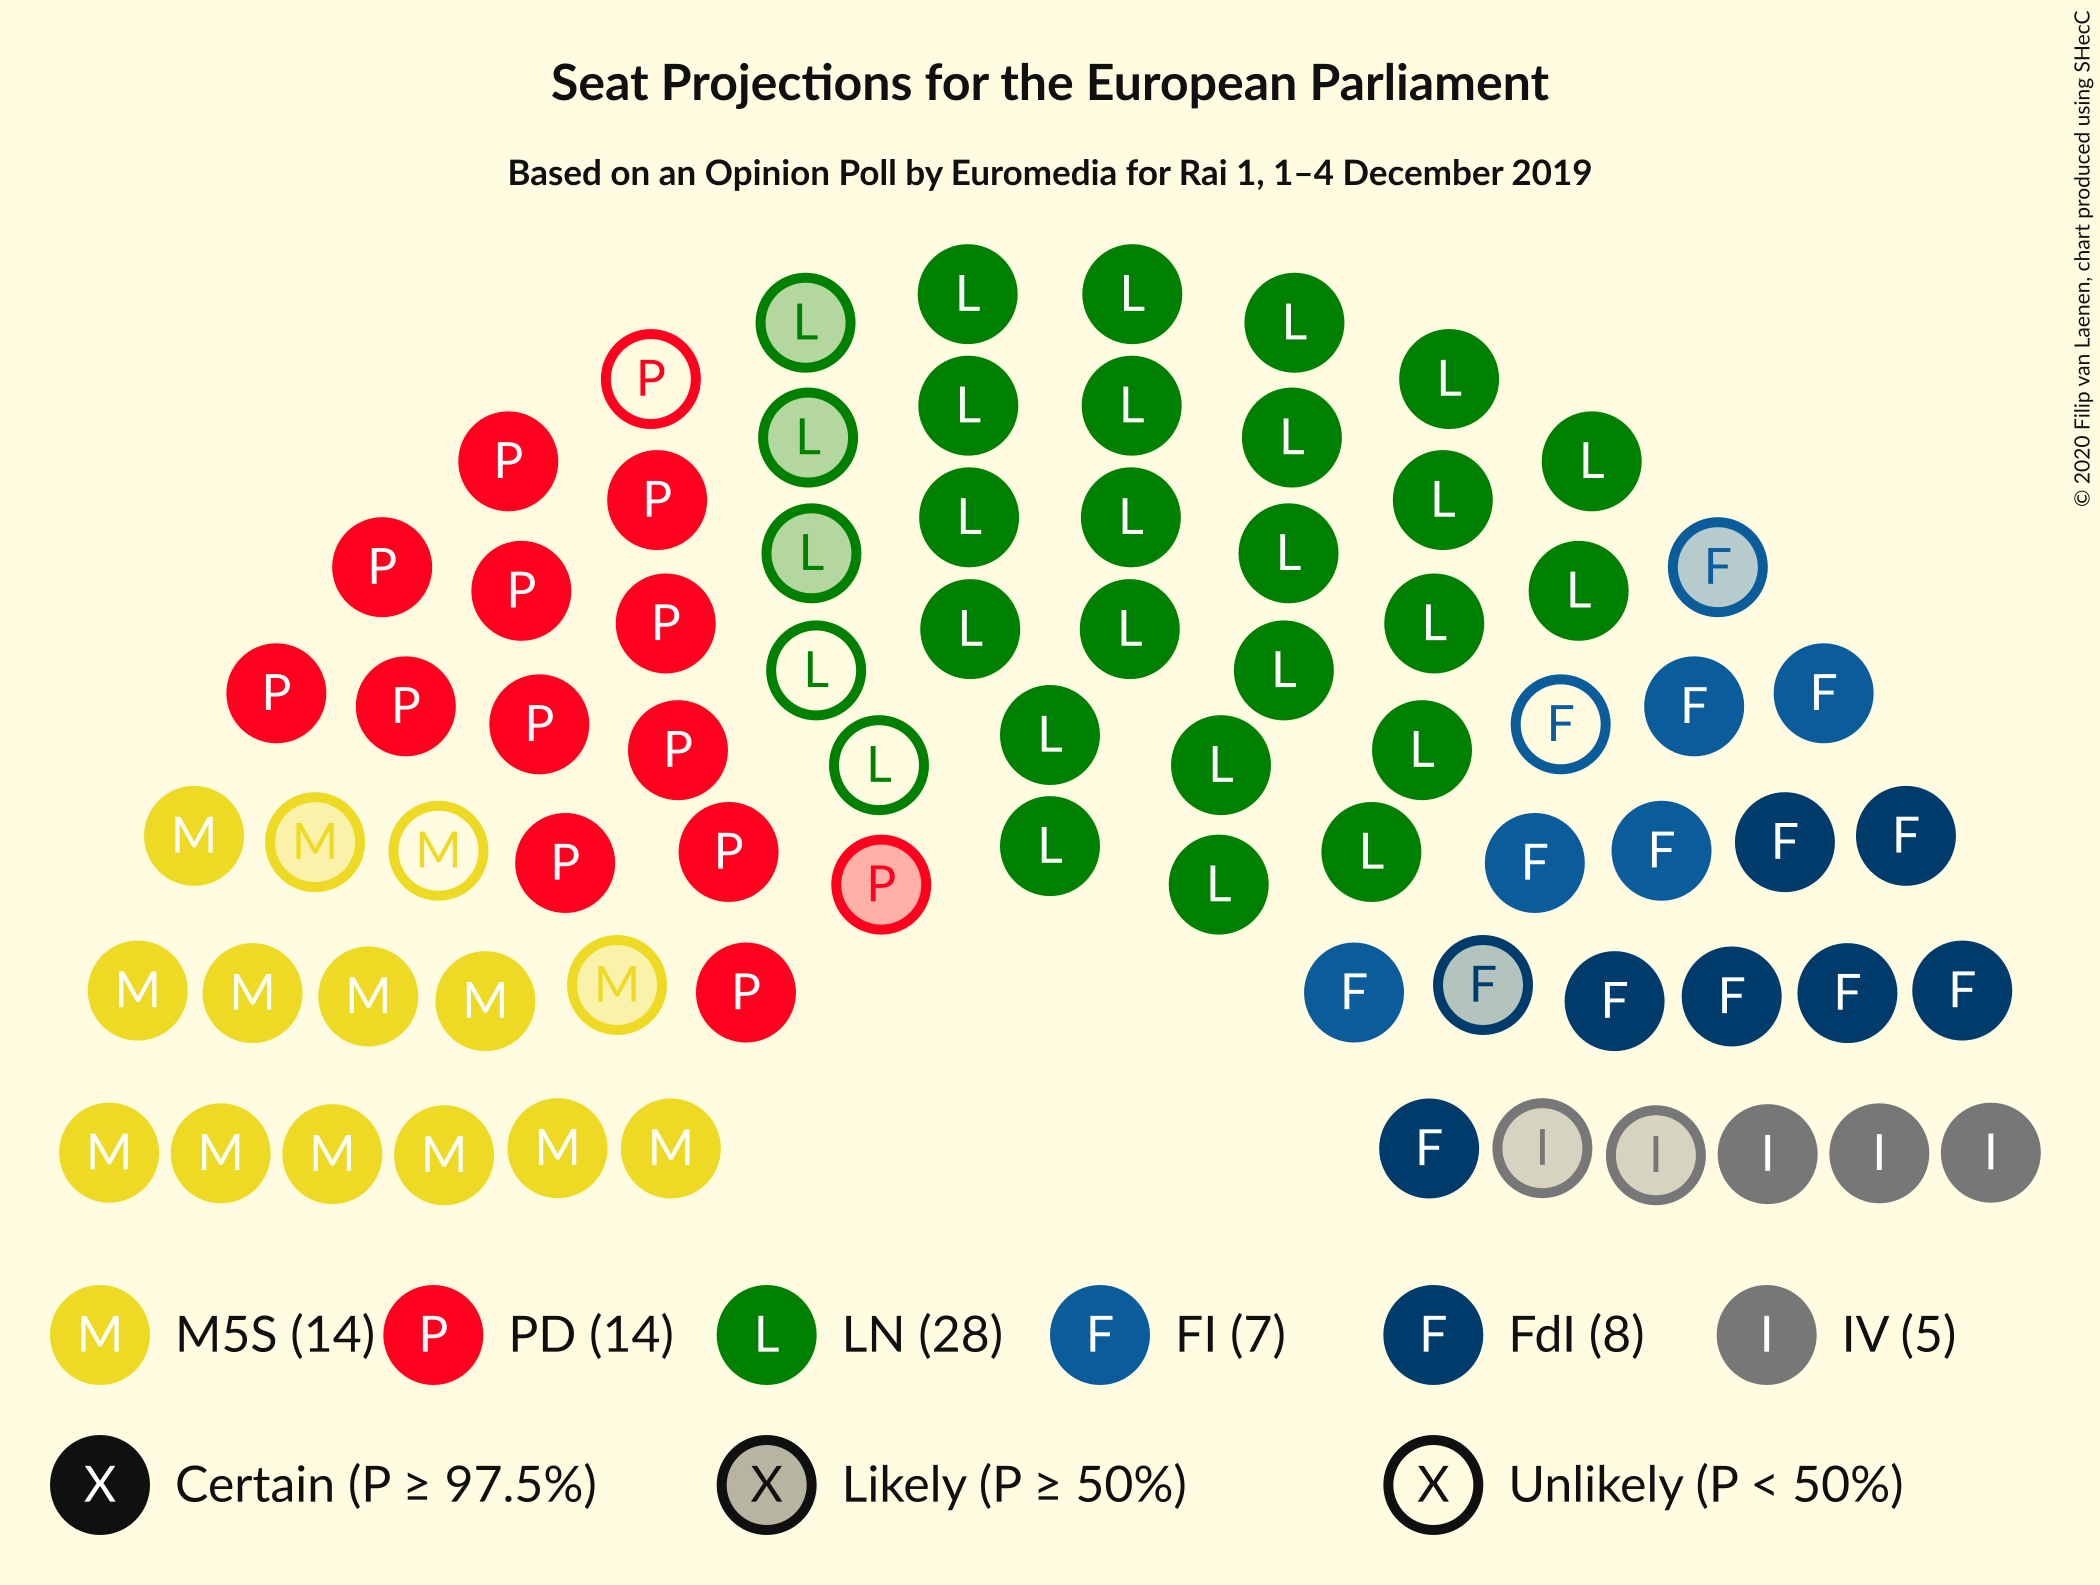 Seat Projections for the European Parliament
Based on an Opinion Poll by Euromedia for Rai 1, 1–4 December 2019
© 2020 Filip van Laenen, chart produced using SHecC
L L
L L
P L
L L
L L
P L
P P L L
L L
L L
P F
P L L
P P L L
L L
P L L
P P F F
P F
P L L
L L
M M M P P L L L F F F F
P L
M M M M M P F F F F F F
M M M M M M F I I I I I
M M5S (14) P PD (14) L LN (28) F FI (7) F FdI (8) I IV (5)
X Certain (P ≥ 97.5%) X Likely (P ≥ 50%) X Unlikely (P < 50%)